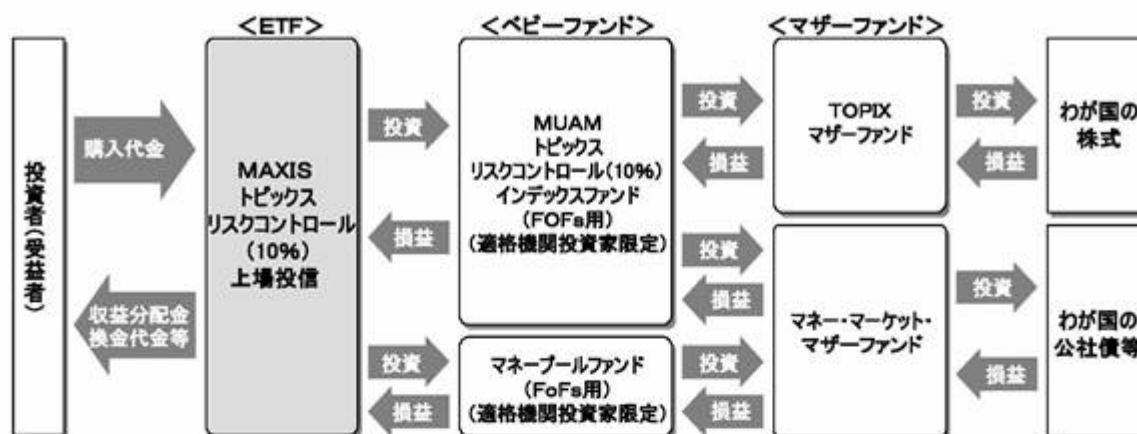 <ETF>
<ベビーファンド>
<マザーファンド>
投資者(受益者)
購入代金
収益分配金
換金代金等
MAXIS
トピックス
リスクコントロール
(10%)
上場投信
投資
損益
投資
損益
MUAM
トピックス
リスクコントロール(10%)
インデックスファンド
(FOFs用)
(適格機関投資家限定)
マネープールファンド
(FoFs用)
(適格機関投資家限定)
投資
損益
投資
損益
投資
損益
TOPIX
マザーファンド
マネー・マーケット・
マザーファンド
投資
損益
投資
損益
わが国の
株式
わが国の
公社債等